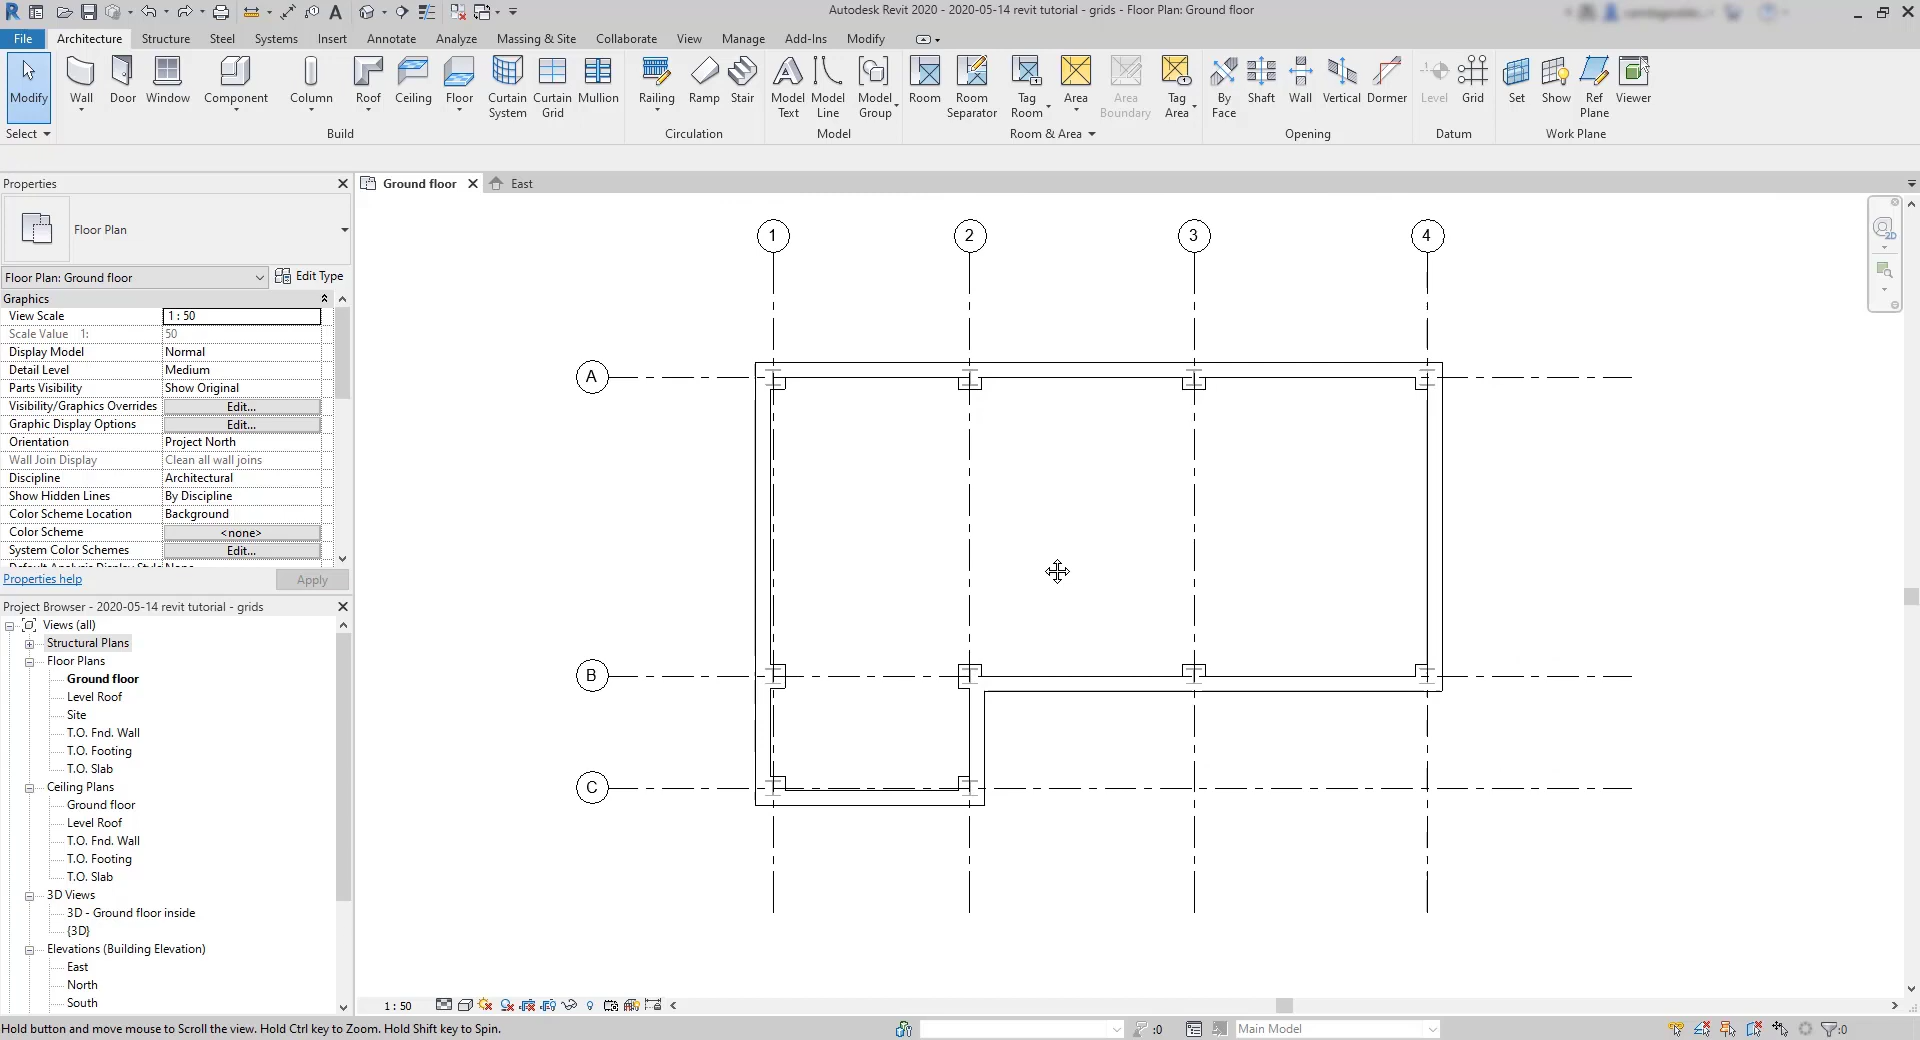 Autodesk Revit 2020 - 2020-05-14 revit tutorial - grids - Floor Plan: Ground floor
File Architecture Structure Steel Systems Insert Annotate Analyze Massing & Site Collaborate View Manage Add-Ins Modify
Modify Wall Door Window Component Column Roof Ceiling Floor Curtain System Curtain Grid Mullion Railing Ramp Stair Model Text Model Line Model Group Room Room Separator Tag Room Area Area Boundary Tag Area By Face Shaft Wall Vertical Dormer Level Grid Set Show Ref Plane Viewer
Select Build Circulation Model Room & Area Opening Datum Work Plane
Properties
Floor Plan
Floor Plan: Ground floor Edit Type
Graphics
View Scale 1 : 50
Scale Value 1: 50
Display Model Normal
Detail Level Medium
Parts Visibility Show Original
Visibility/Graphics Overrides Edit...
Graphic Display Options Edit...
Orientation Project North
Wall Join Display Clean all wall joins
Discipline Architectural
Show Hidden Lines By Discipline
Color Scheme Location Background
Color Scheme <none>
System Color Schemes Edit...
Default Analysis Display Style None
Properties help Apply
Project Browser - 2020-05-14 revit tutorial - grids
Views (all)
Structural Plans
Floor Plans
Ground floor
Level Roof
Site
T.O. Fnd. Wall
T.O. Footing
T.O. Slab
Ceiling Plans
Ground floor
Level Roof
T.O. Fnd. Wall
T.O. Footing
T.O. Slab
3D Views
3D - Ground floor inside
{3D}
Elevations (Building Elevation)
East
North
South
Ground floor East
1 2 3 4
A
B
C
2D
1 : 50
Hold button and move mouse to Scroll the view. Hold Ctrl key to Zoom. Hold Shift key to Spin.
:0 Main Model :0